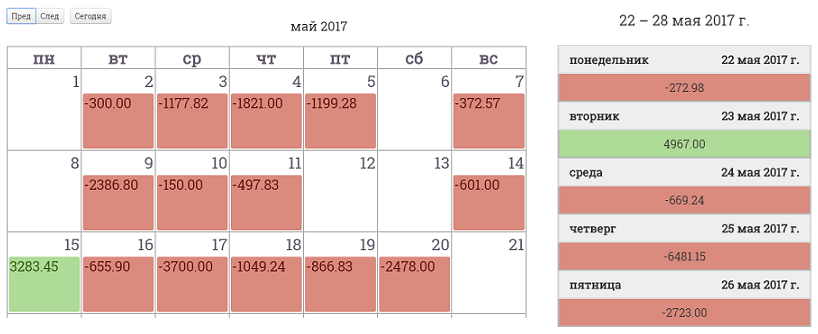 Пред След Сегодня
май 2017
пн вт ср чт пт сб вс
1 2 3 4 5 6 7
-300.00 -1177.82 -1821.00 -1199.28 -372.57
8 9 10 11 12 13 14
-2386.80 -150.00 -497.83 -601.00
15 16 17 18 19 20 21
3283.45 -655.90 -3700.00 -1049.24 -866.83 -2478.00
22 – 28 мая 2017 г.
понедельник 22 мая 2017 г.
-272.98
вторник 23 мая 2017 г.
4967.00
среда 24 мая 2017 г.
-669.24
четверг 25 мая 2017 г.
-6481.15
пятница 26 мая 2017 г.
-2723.00